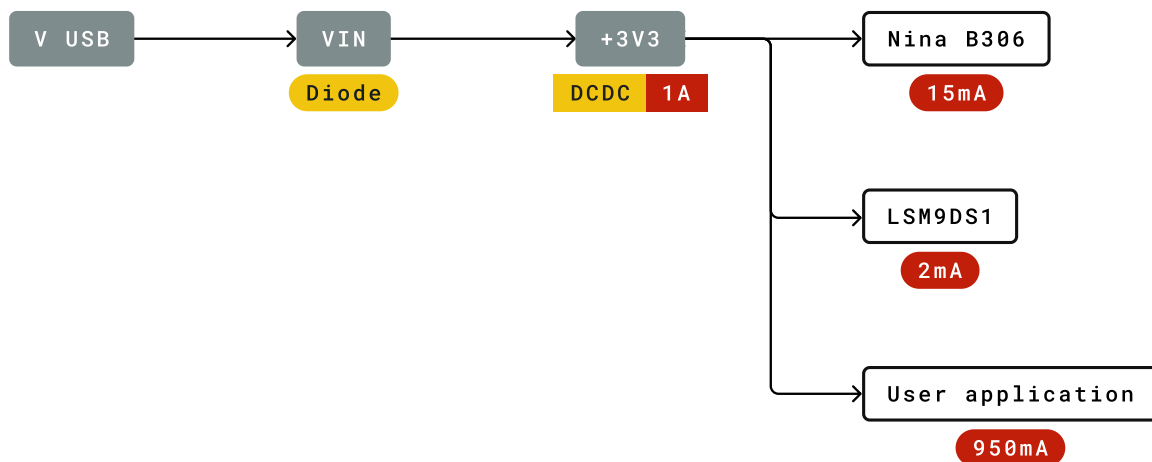 V USB
VIN
+3V3
Nina B306
Diode
DCDC
1A
15mA
LSM9DS1
2mA
User application
950mA